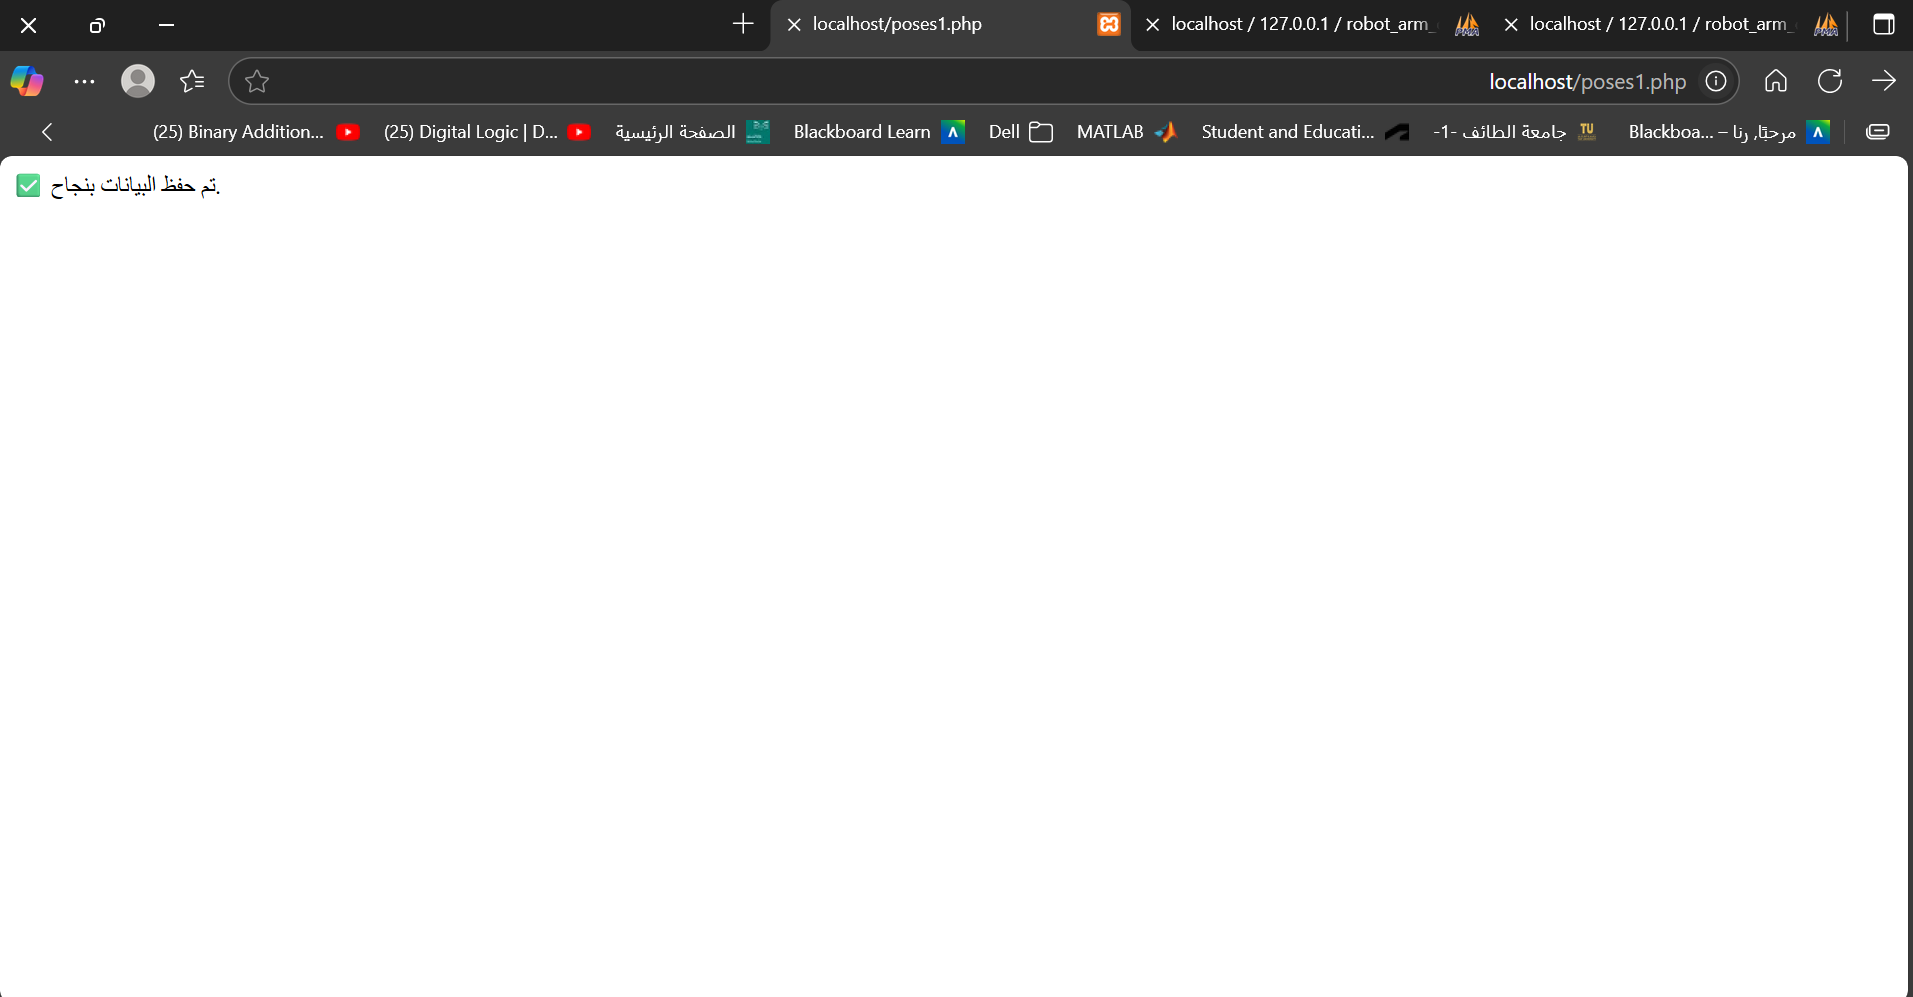 localhost/poses1.php
localhost / 127.0.0.1 / robot_arm_
localhost / 127.0.0.1 / robot_arm_
localhost/poses1.php
(25) Binary Addition...
(25) Digital Logic | D...
الصفحة الرئيسية
Blackboard Learn
Dell
MATLAB
Student and Educati...
جامعة الطائف -1-
مرحبًا, رنا – Blackboa...
✅ تم حفظ البيانات بنجاح.